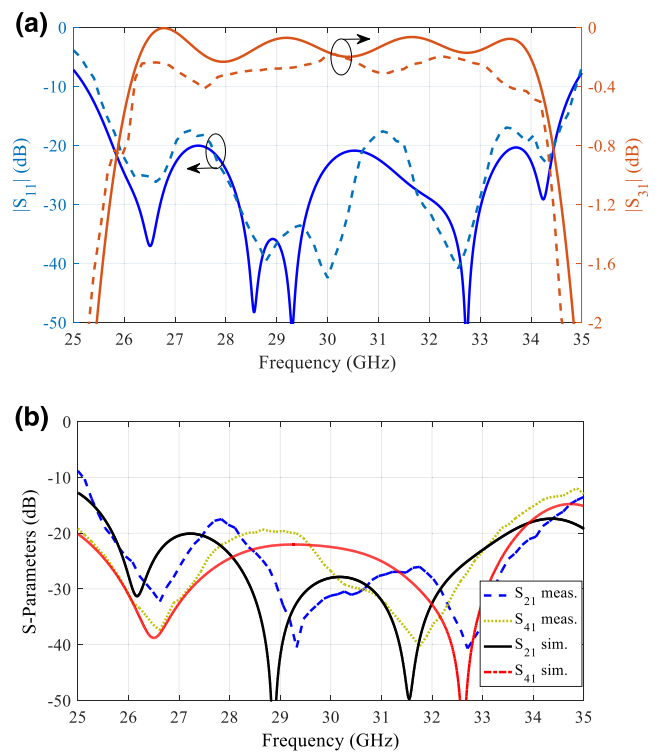 (a)
0
-10
-20
-30
-40
-50
|S11| (dB)
0
-0.4
-0.8
-1.2
-1.6
-2
|S31| (dB)
25 26 27 28 29 30 31 32 33 34 35
Frequency (GHz)
(b)
0
-10
-20
-30
-40
-50
S-Parameters (dB)
S21 meas.
S41 meas.
S21 sim.
S41 sim.
25 26 27 28 29 30 31 32 33 34 35
Frequency (GHz)